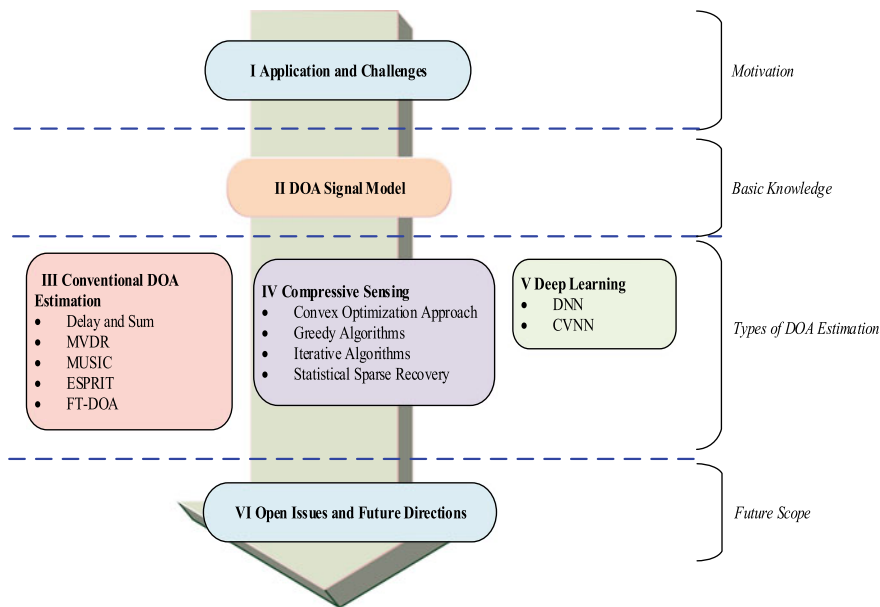 I Application and Challenges
Motivation
II DOA Signal Model
Basic Knowledge
III Conventional DOA
Estimation
• Delay and Sum
• MVDR
• MUSIC
• ESPRIT
• FT-DOA
IV Compressive Sensing
• Convex Optimization Approach
• Greedy Algorithms
• Iterative Algorithms
• Statistical Sparse Recovery
V Deep Learning
• DNN
• CVNN
Types of DOA Estimation
VI Open Issues and Future Directions
Future Scope